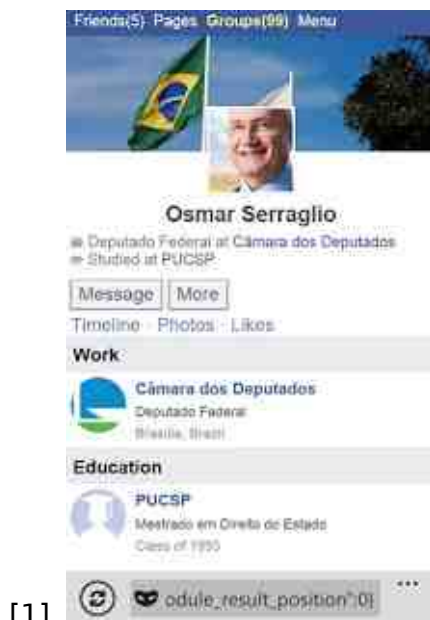 Friends(5) Pages Groups(99) Menu
Osmar Serraglio
Deputado Federal at Câmara dos Deputados
Studied at PUCSP
Message More
Timeline · Photos · Likes
Work
Câmara dos Deputados
Deputado Federal
Brasília, Brazil
Education
PUCSP
Mestrado em Direito do Estado
Class of
odule_result_position":0}
[1]